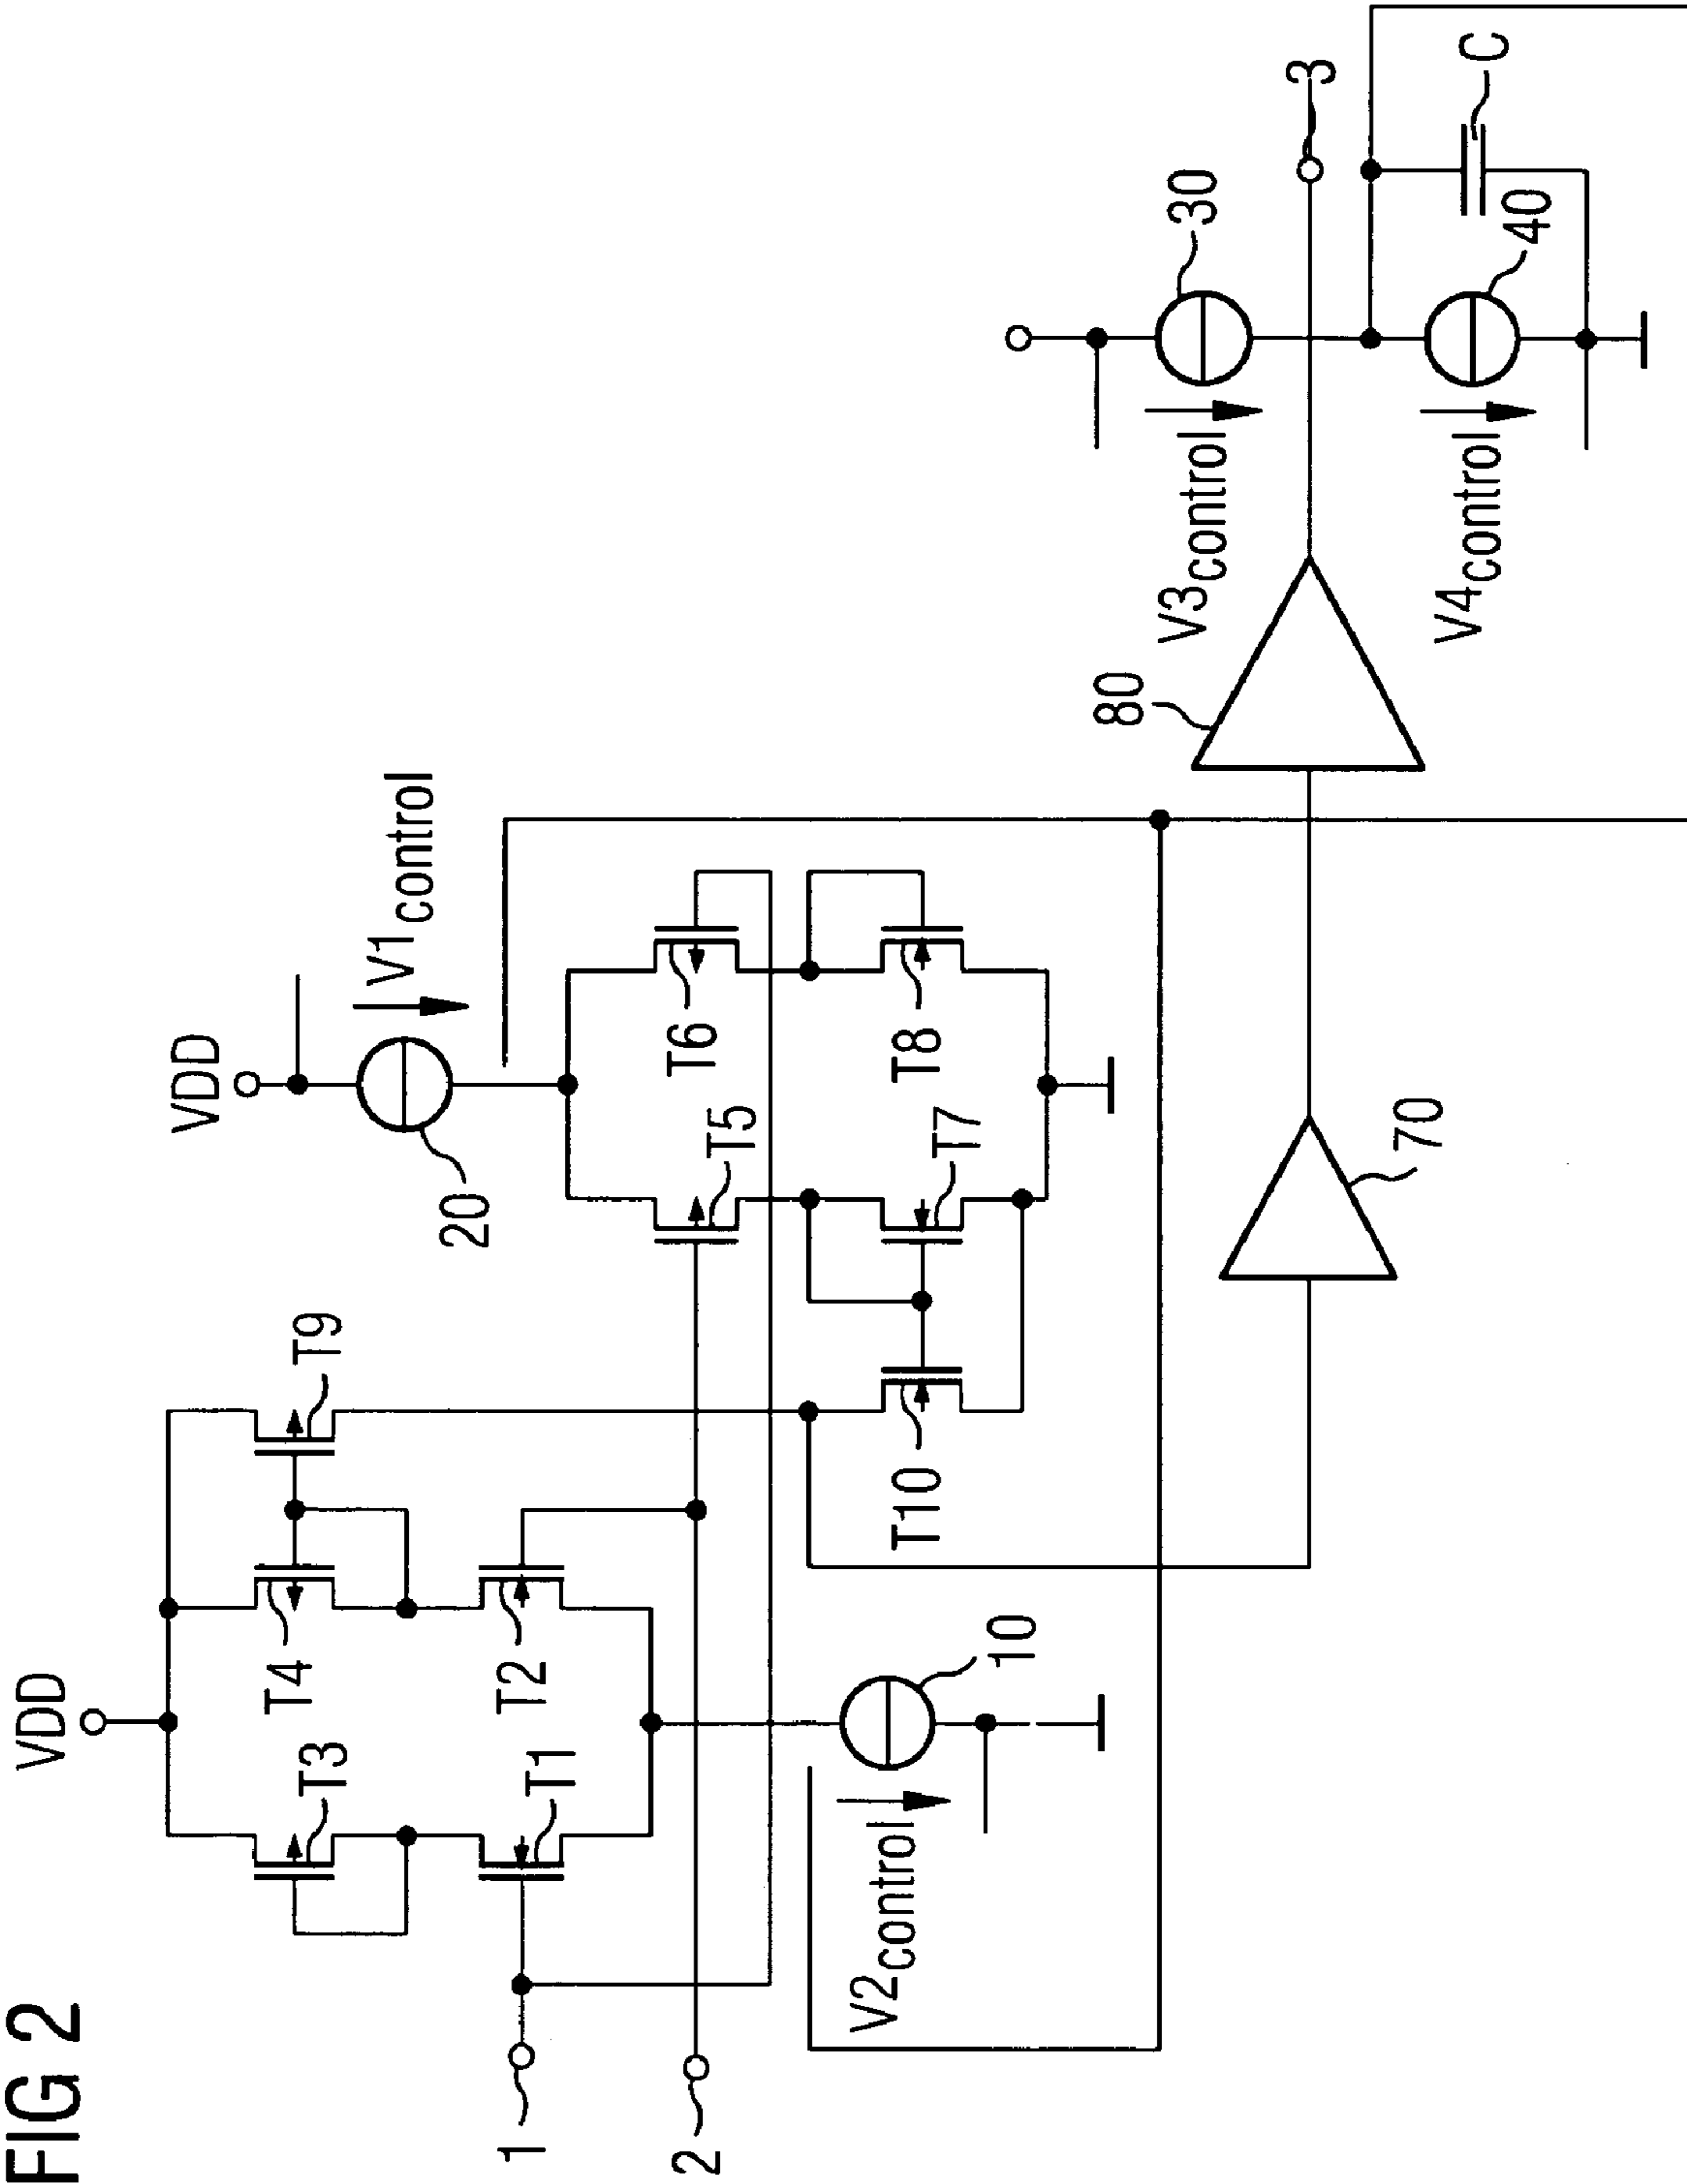 FIG 2
VDD
T3
T4
T9
T1
T2
1
2
VDD
20
V1control
T5
T6
T10
T7
T8
V2control
10
70
80
3
V3control
30
V4control
40
C